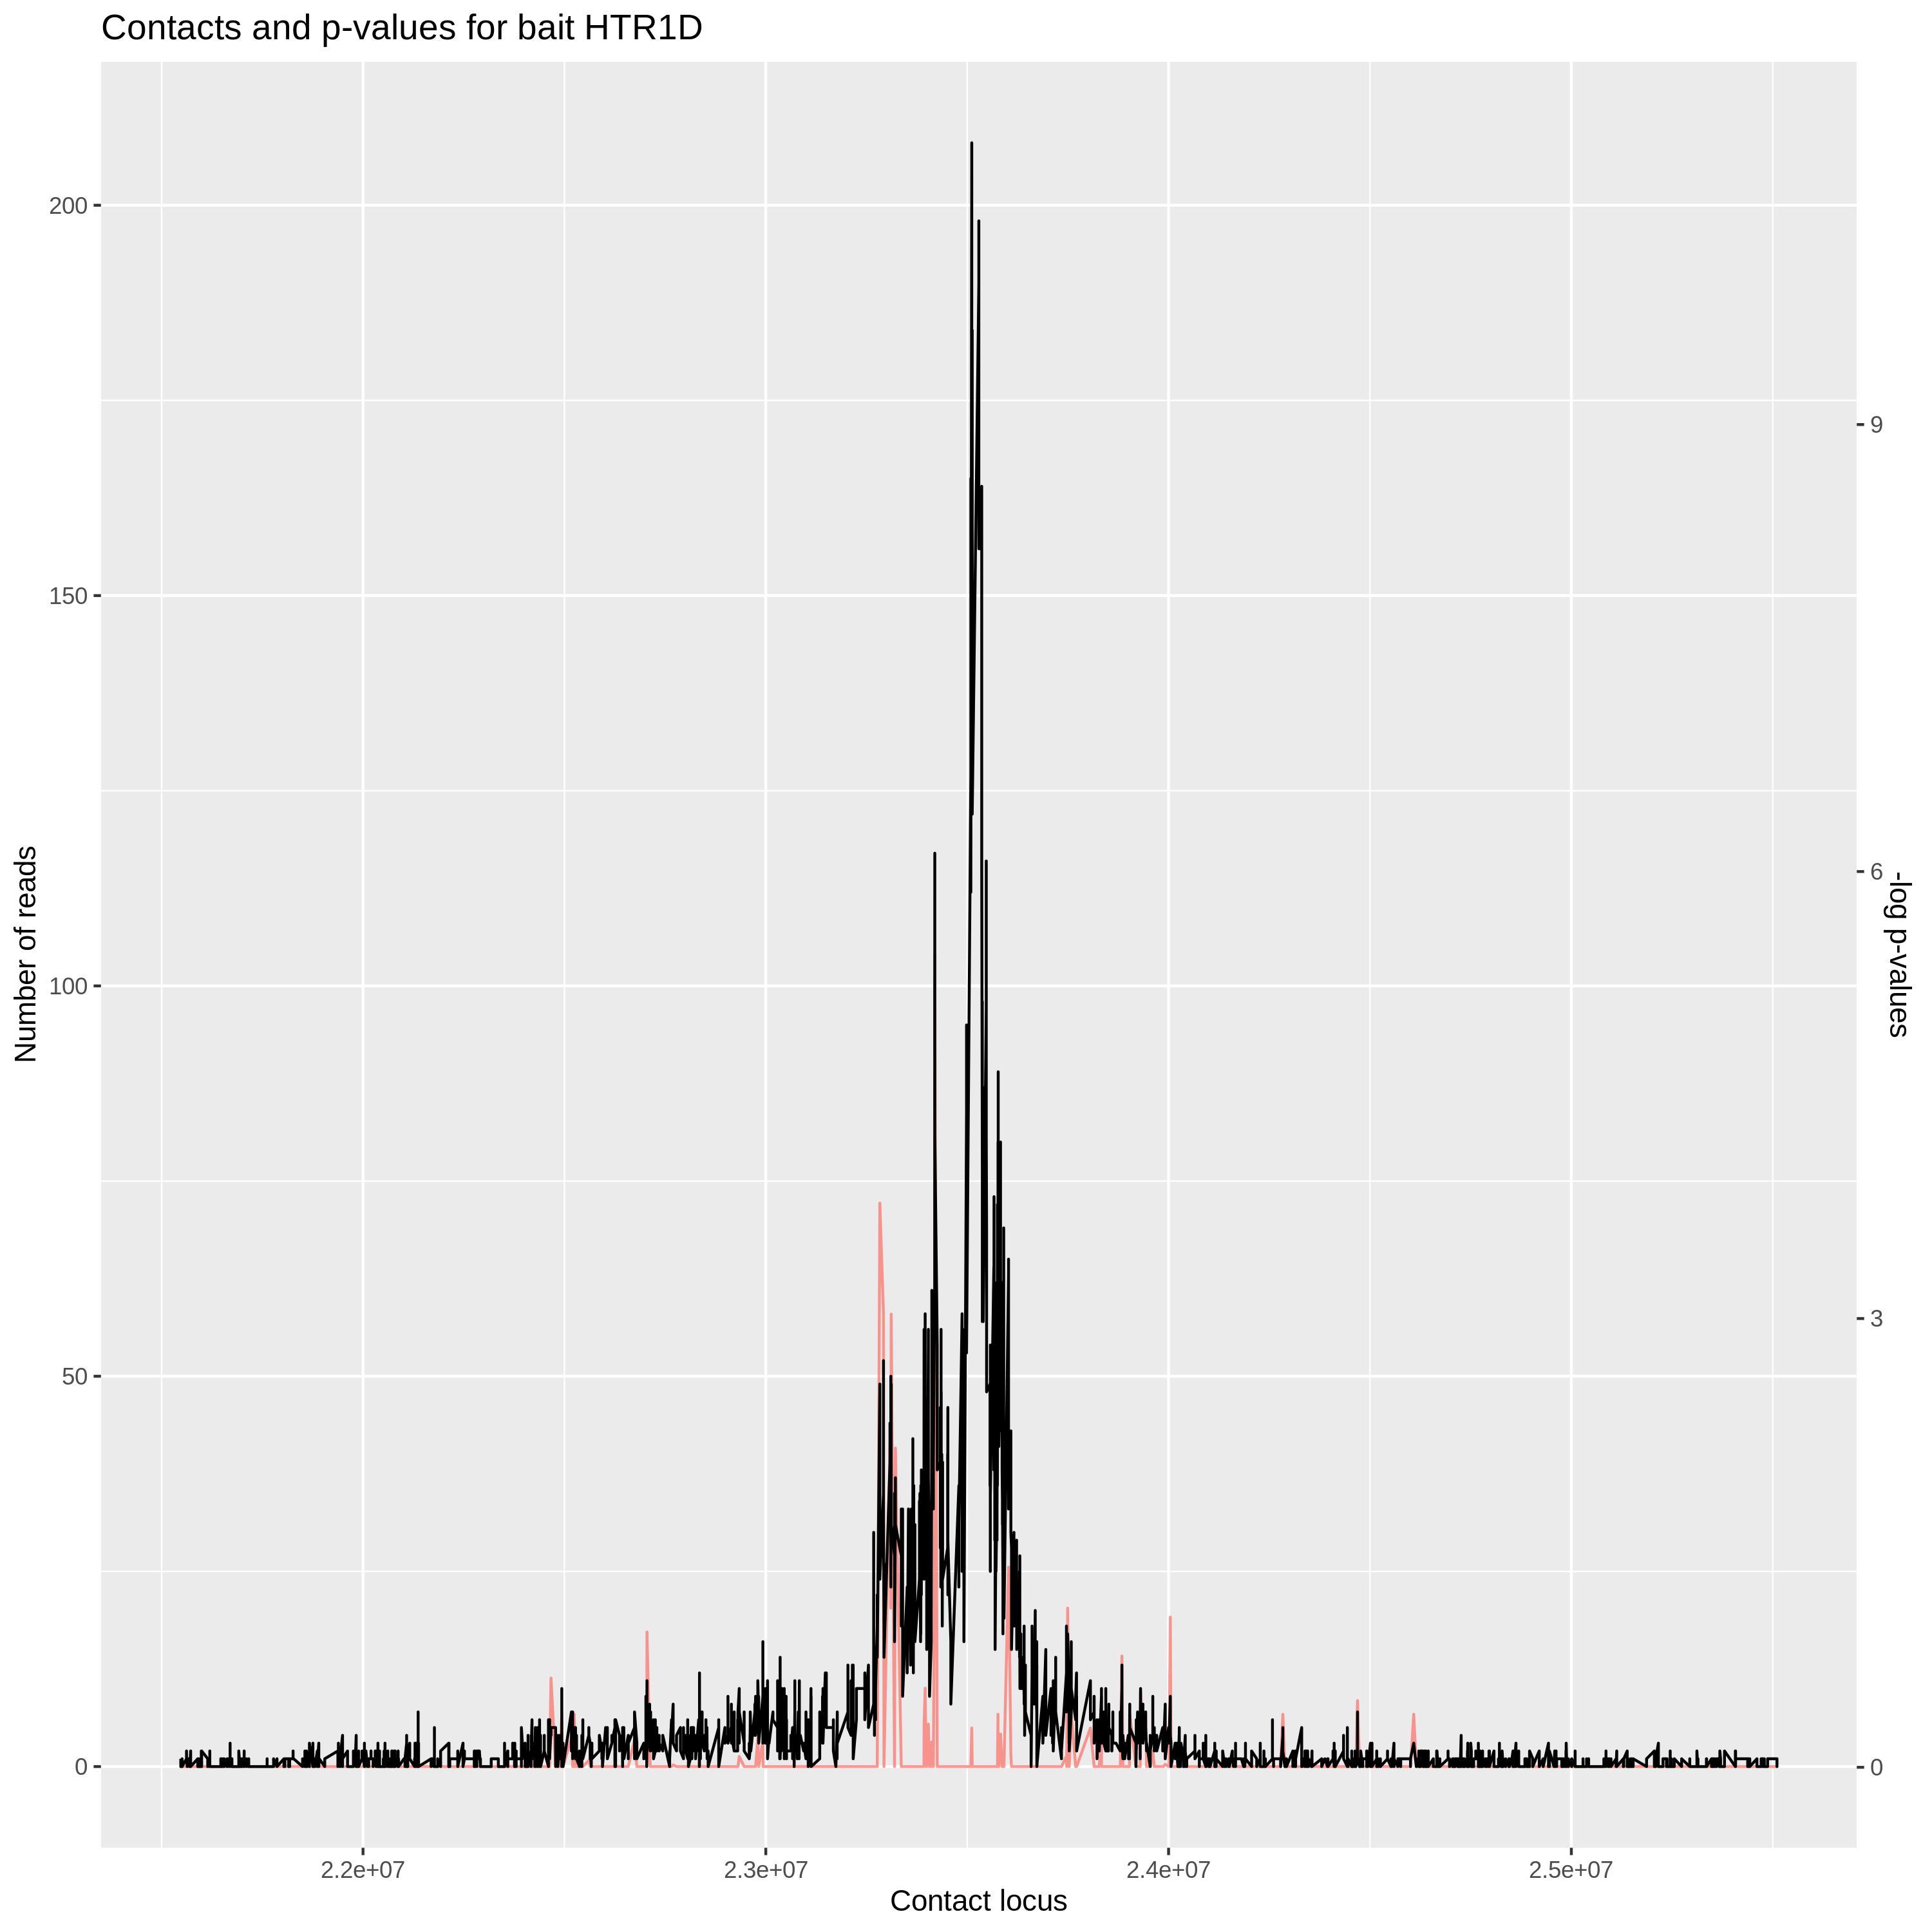 Contacts and p-values for bait HTR1D
200
150
100
50
0
Number of reads
9
6
3
0
-log p-values
2.2e+07
2.3e+07
2.4e+07
2.5e+07
Contact locus